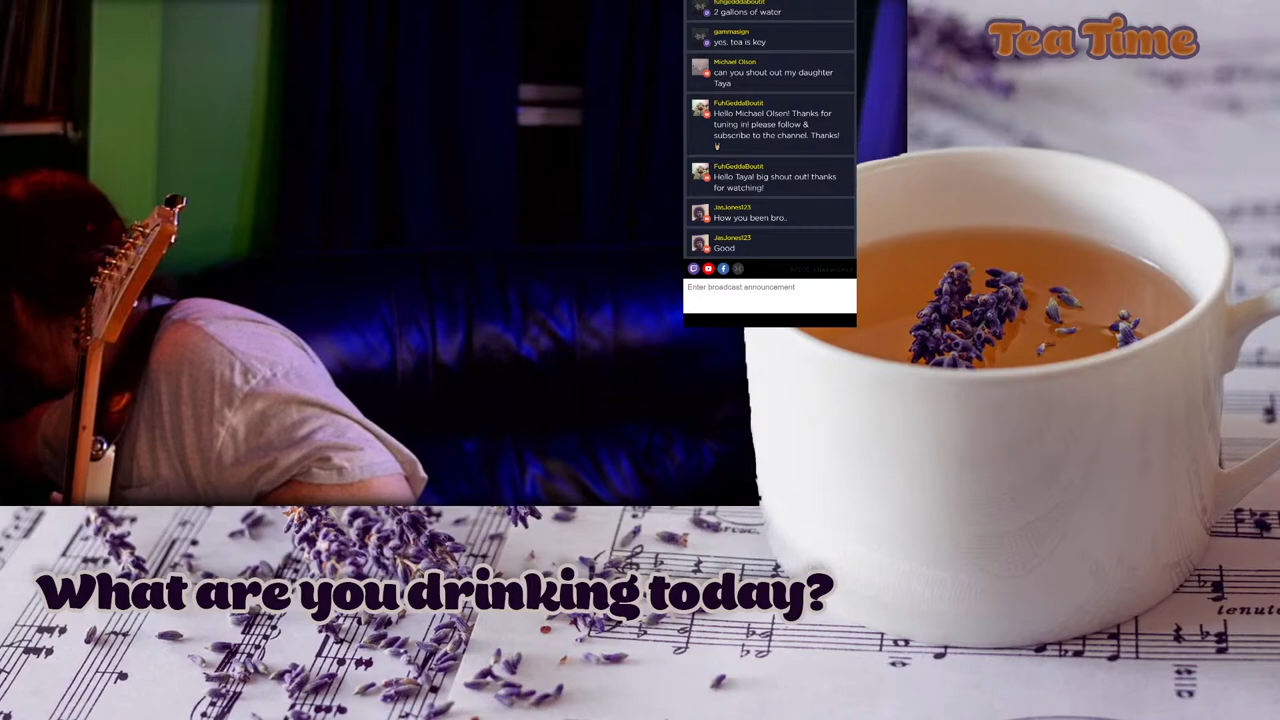 fuhgedddaboutit
2 gallons of water
gammasign
yes. tea is key
Michael Olson
can you shout out my daughter
Taya
FuhGeddaBoutit
Hello Michael Olsen! Thanks for
tuning in! please follow &
subscribe to the channel. Thanks!
FuhGeddaBoutit
Hello Taya! big shout out! thanks
for watching!
JasJones123
How you been bro..
JasJones123
Good
Enter broadcast announcement
Tea Time
What are you drinking today?
tenuto